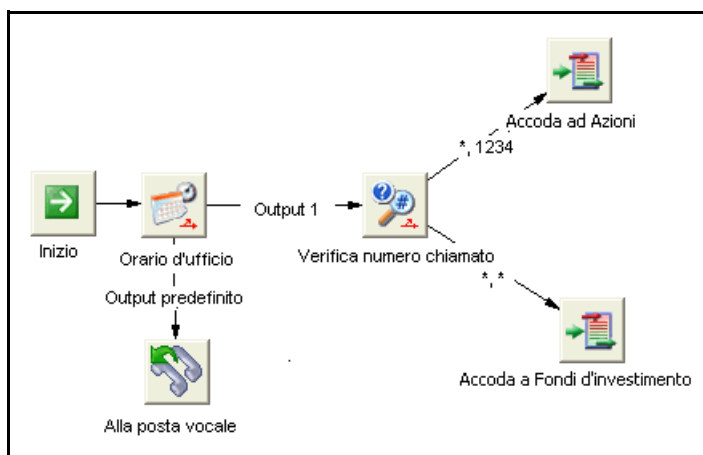 Accoda ad Azioni
*, 1234
Output 1
Inizio
Orario d'ufficio
Verifica numero chiamato
*, *
Output predefinito
Accoda a Fondi d'investimento
Alla posta vocale